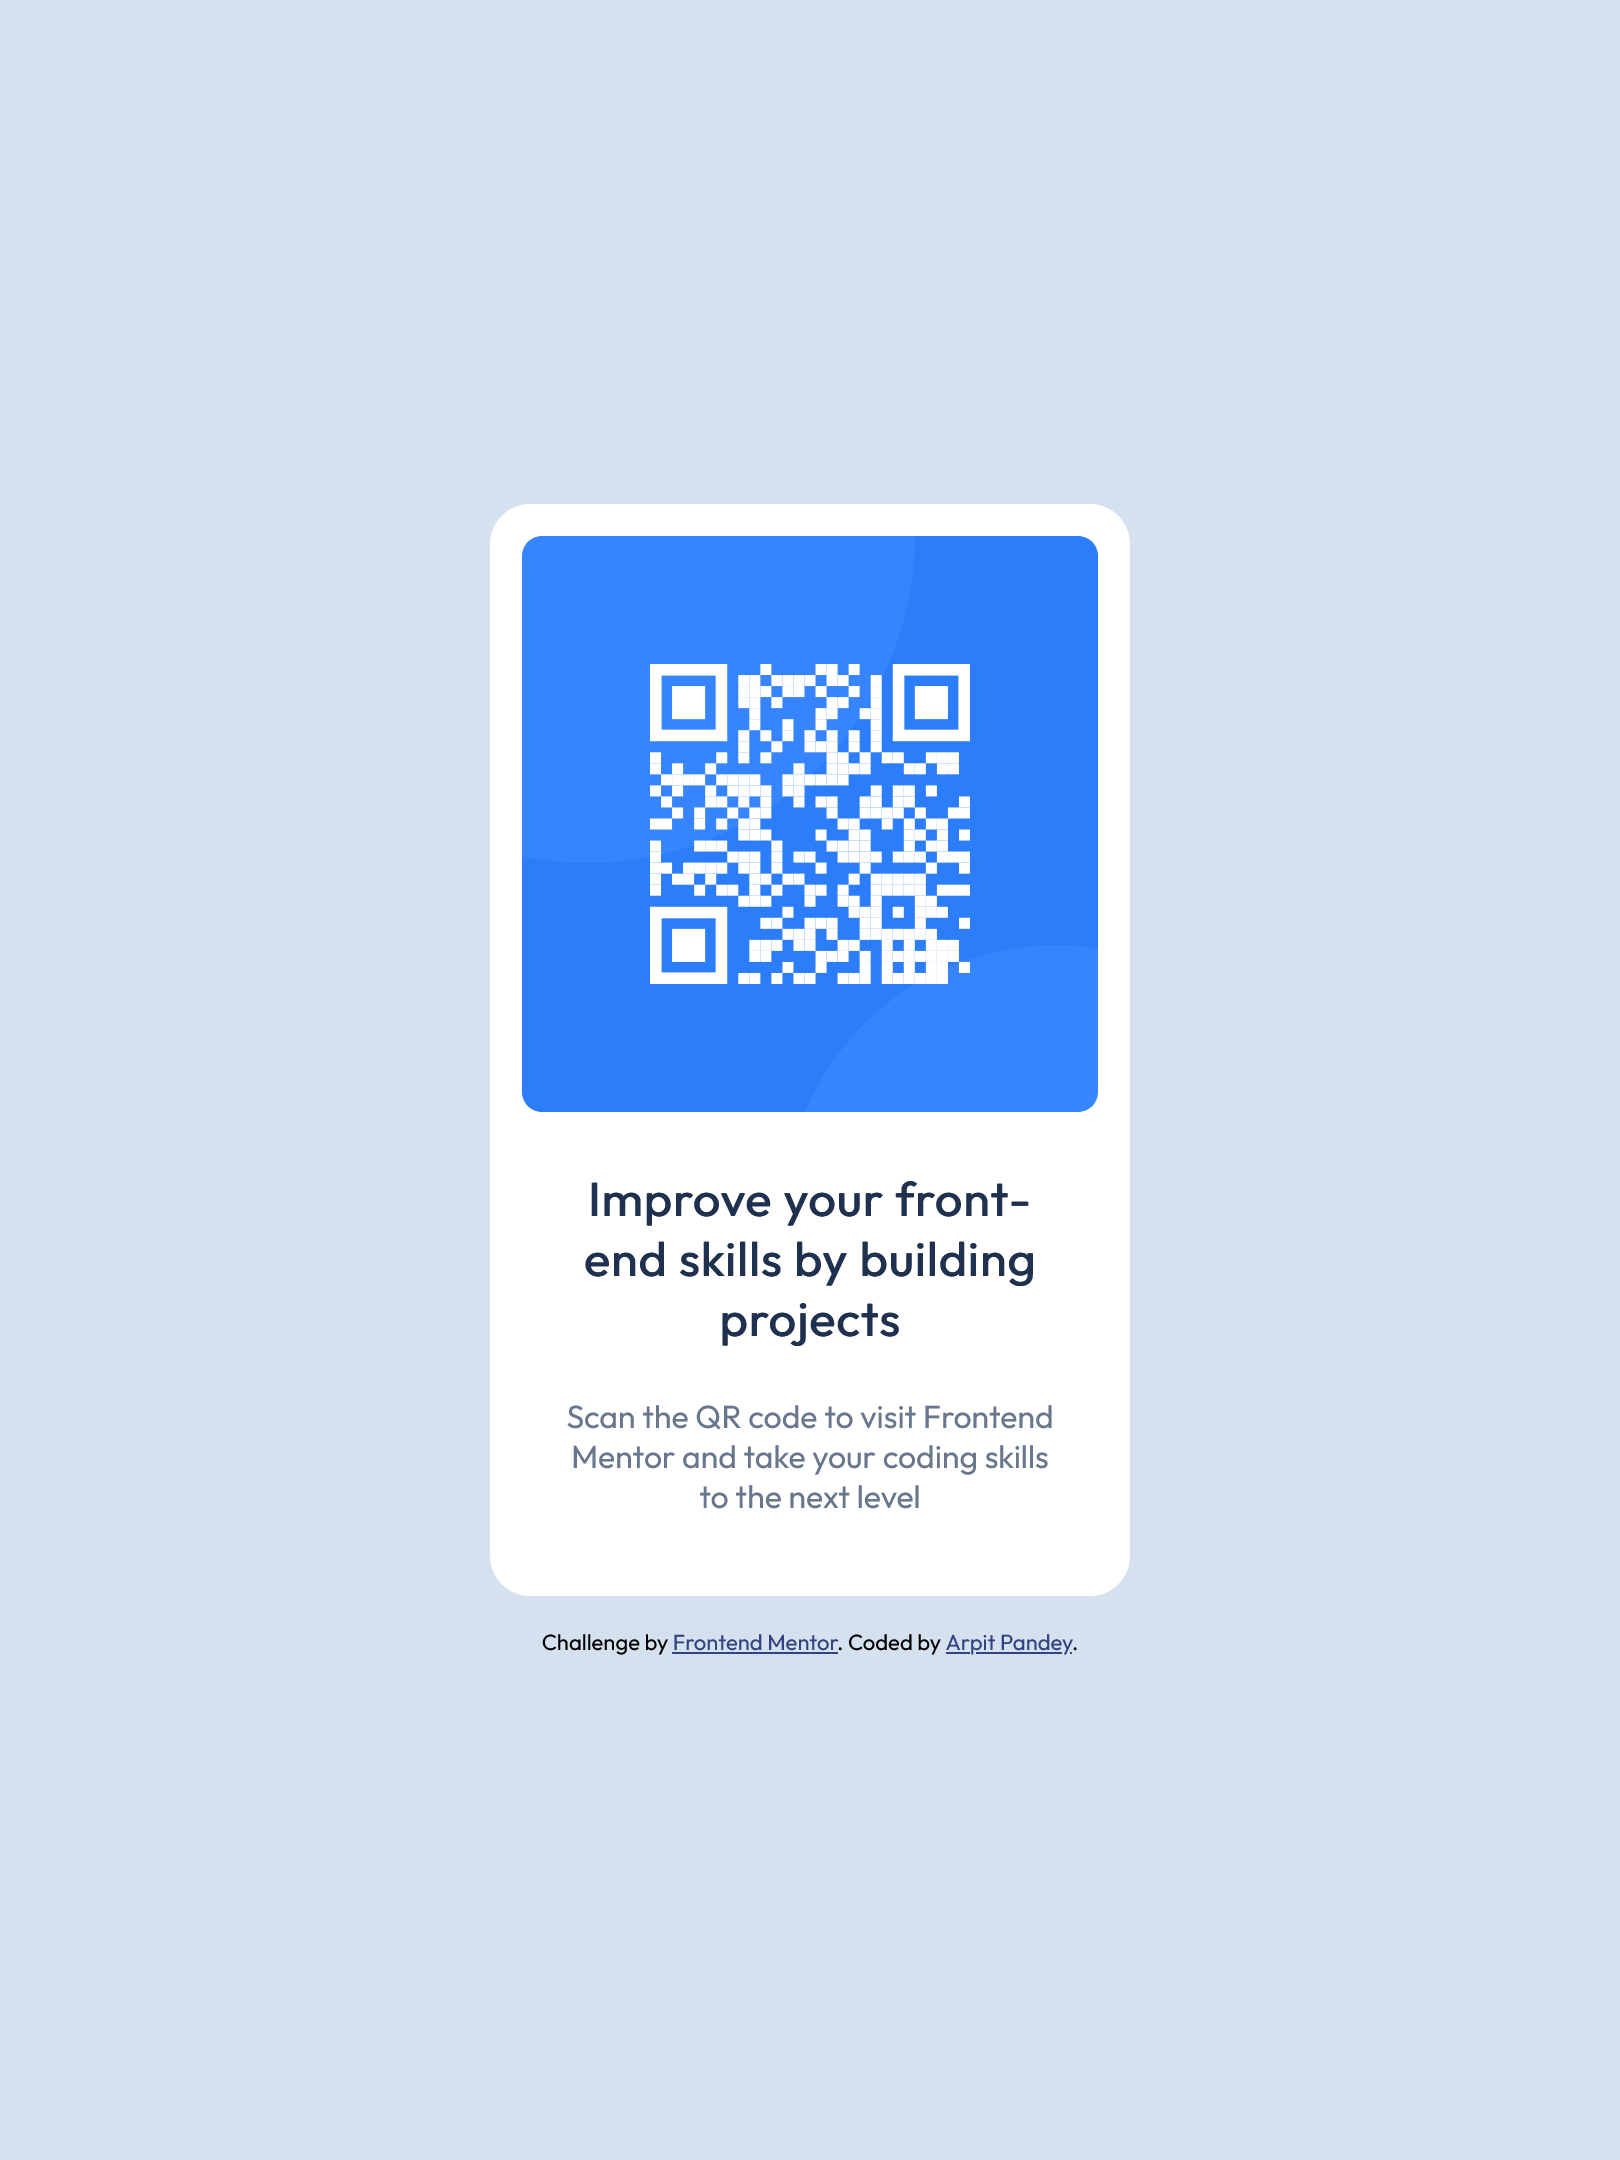 Improve your front-
end skills by building
projects
Scan the QR code to visit Frontend
Mentor and take your coding skills
to the next level
Challenge by Frontend Mentor. Coded by Arpit Pandey.